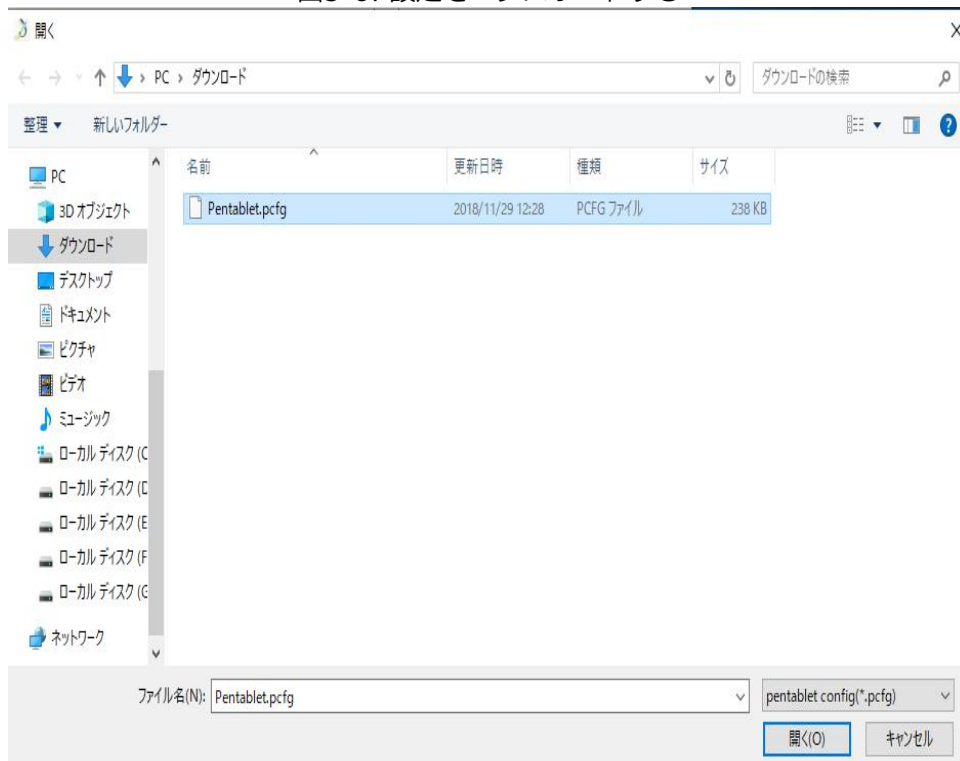 開く
PC › ダウンロード
ダウンロードの検索
整理 新しいフォルダー
名前 更新日時 種類 サイズ
Pentablet.pcfg 2018/11/29 12:28 PCFG ファイル 238 KB
PC
3D オブジェクト
ダウンロード
デスクトップ
ドキュメント
ピクチャ
ビデオ
ミュージック
ローカル ディスク (C
ローカル ディスク (D
ローカル ディスク (E
ローカル ディスク (F
ローカル ディスク (G
ネットワーク
ファイル名(N): Pentablet.pcfg pentablet config(*.pcfg)
開く(O) キャンセル